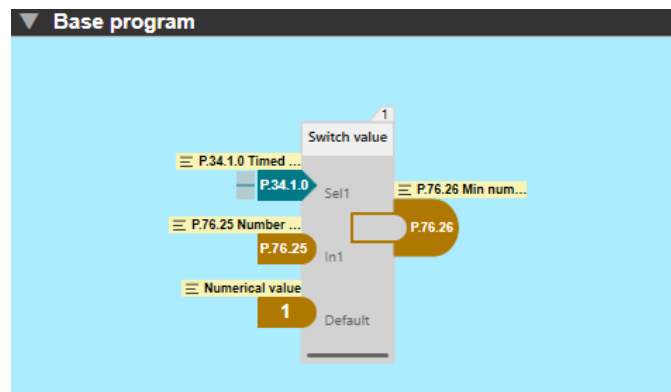 Base program
1
Switch value
P.34.1.0 Timed ...
P.34.1.0
Sel1
P.76.26 Min num...
P.76.26
P.76.25 Number ...
P.76.25
In1
Numerical value
1
Default